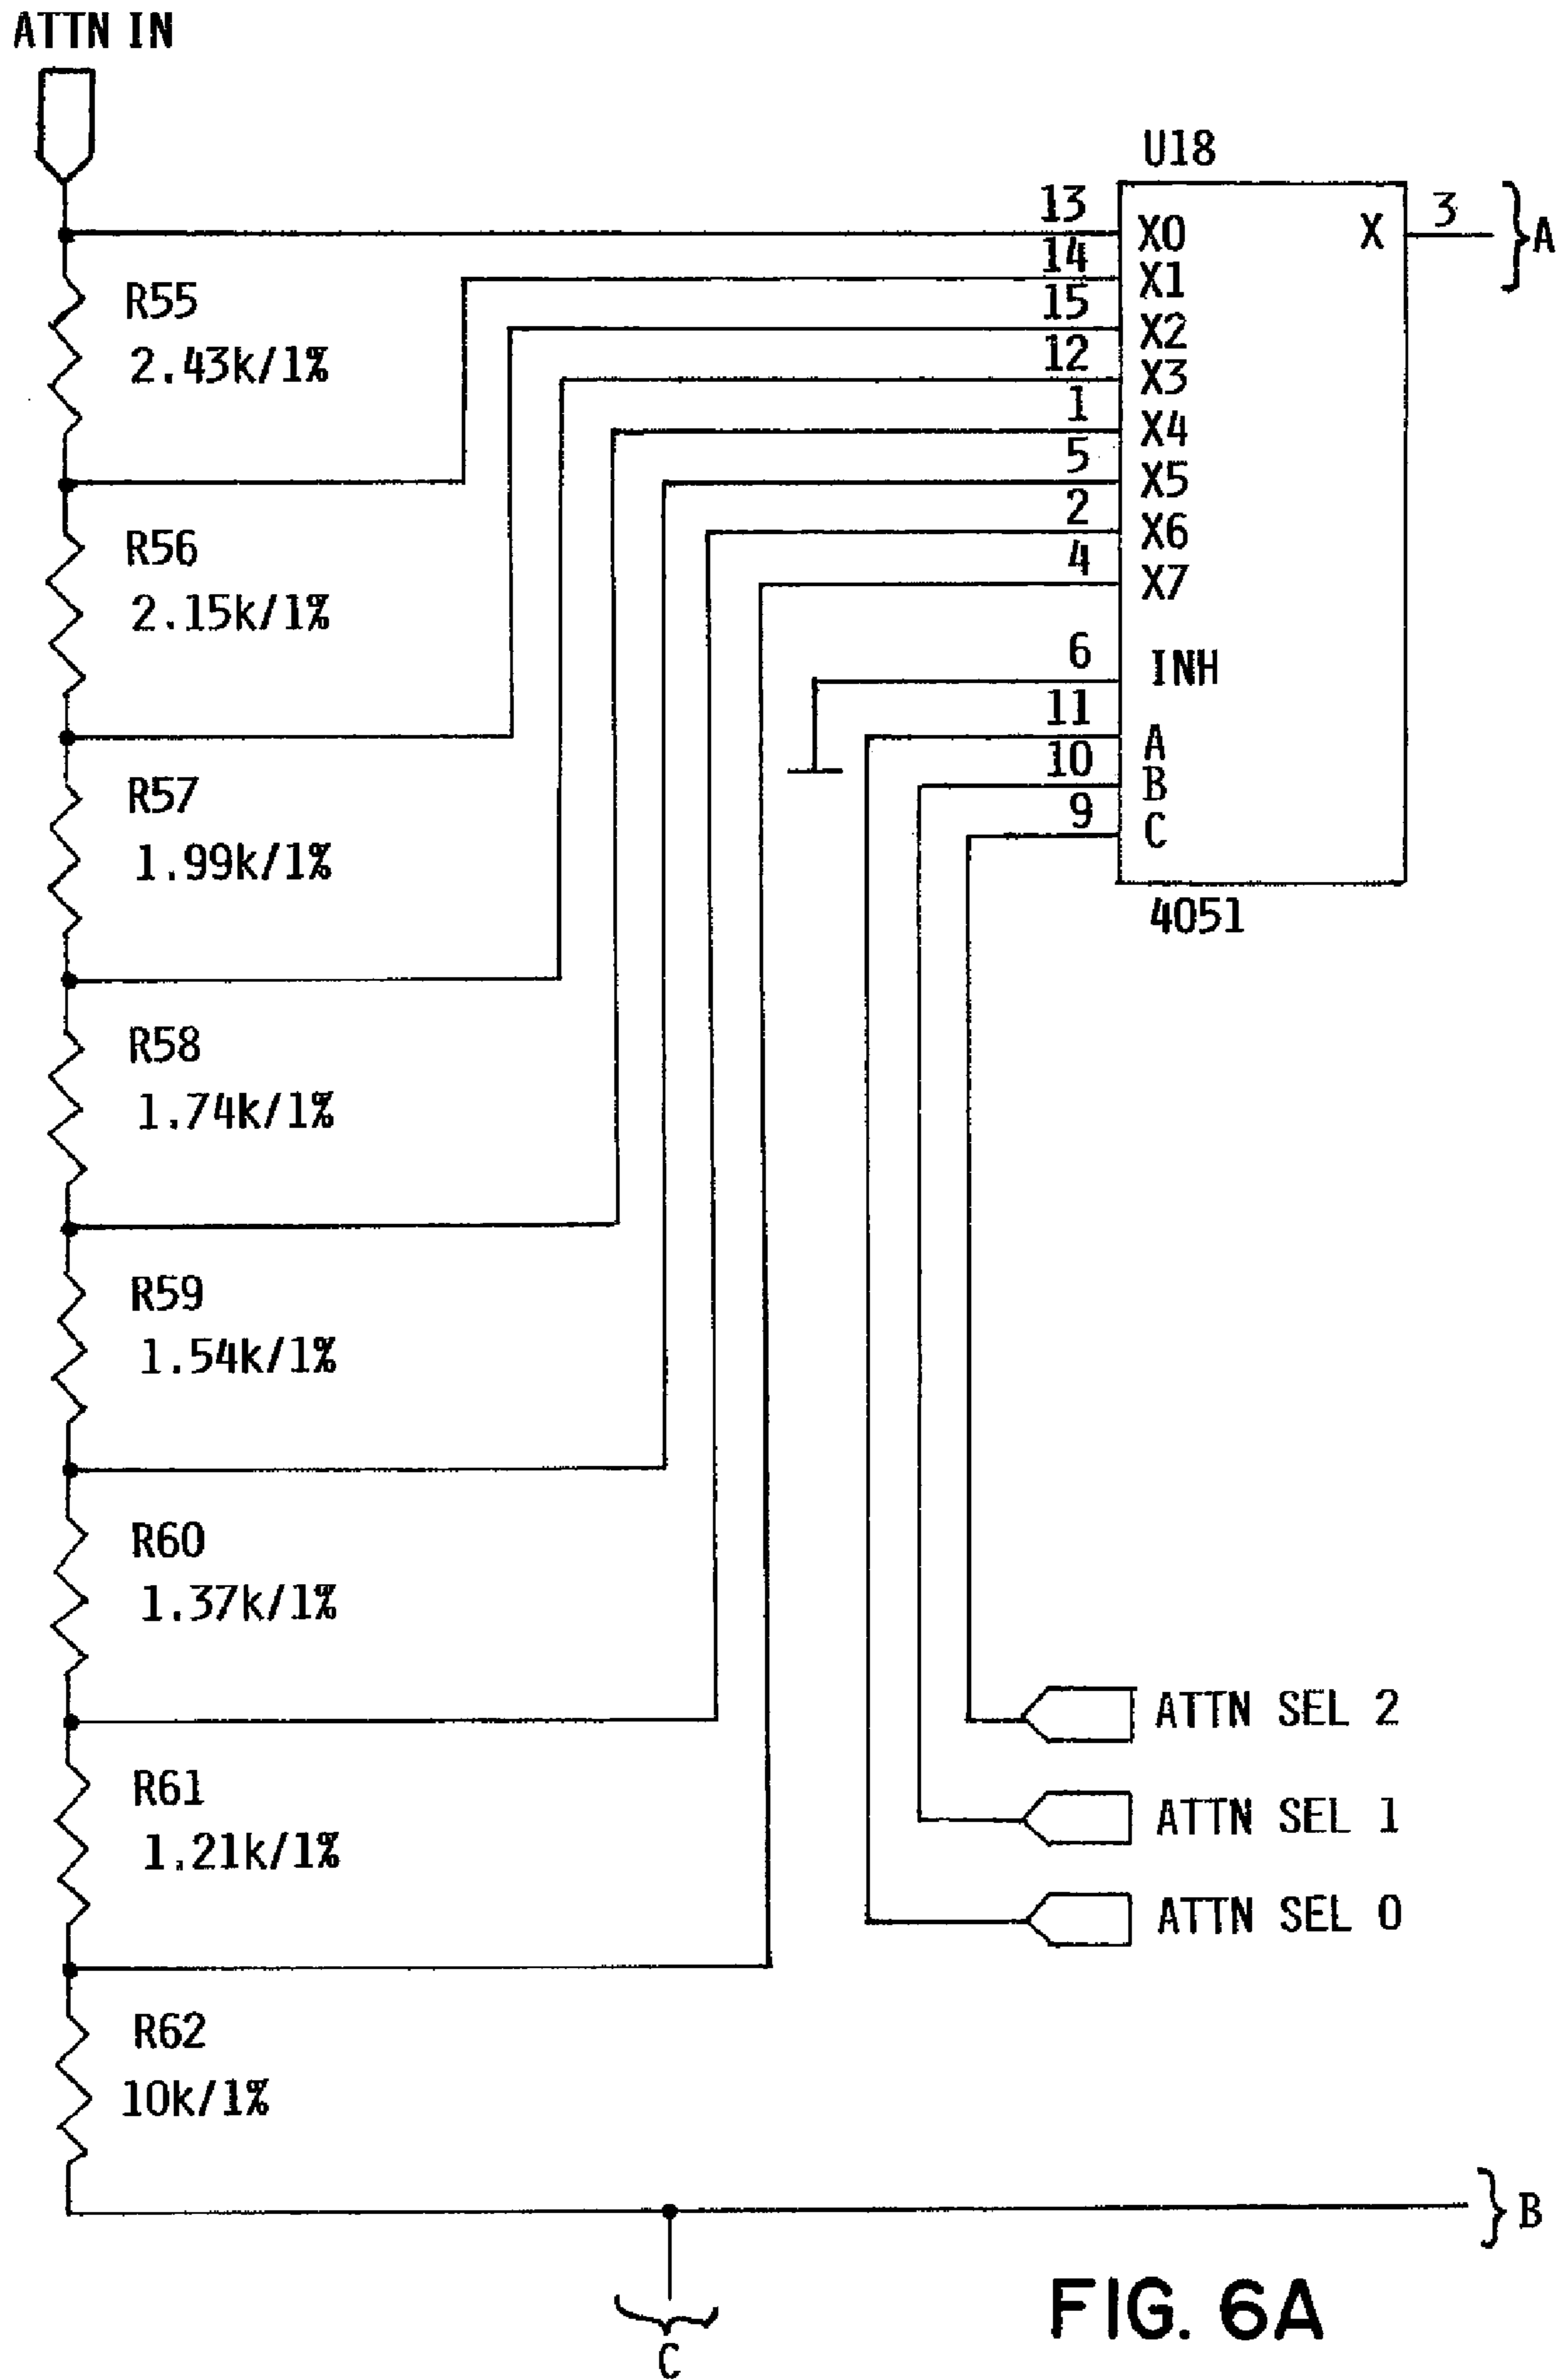 ATTN IN
U18
13 X0 X 3 A
14 X1
R55
15 X2
2.43k/1%
12 X3
1 X4
5 X5
2 X6
R56
4 X7
2.15k/1%
6 INH
11 A
10 B
R57
9 C
1.99k/1%
4051
R58
1.74k/1%
R59
1.54k/1%
R60
1.37k/1%
ATTN SEL 2
R61
ATTN SEL 1
1.21k/1%
ATTN SEL 0
R62
10k/1%
B
C
FIG. 6A